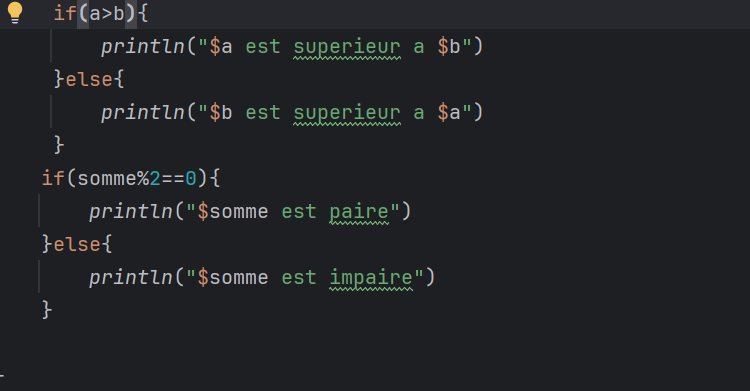 if(a>b){
println("$a est superieur a $b")
}else{
println("$b est superieur a $a")
}
if(somme%2==0){
println("$somme est paire")
}else{
println("$somme est impaire")
}